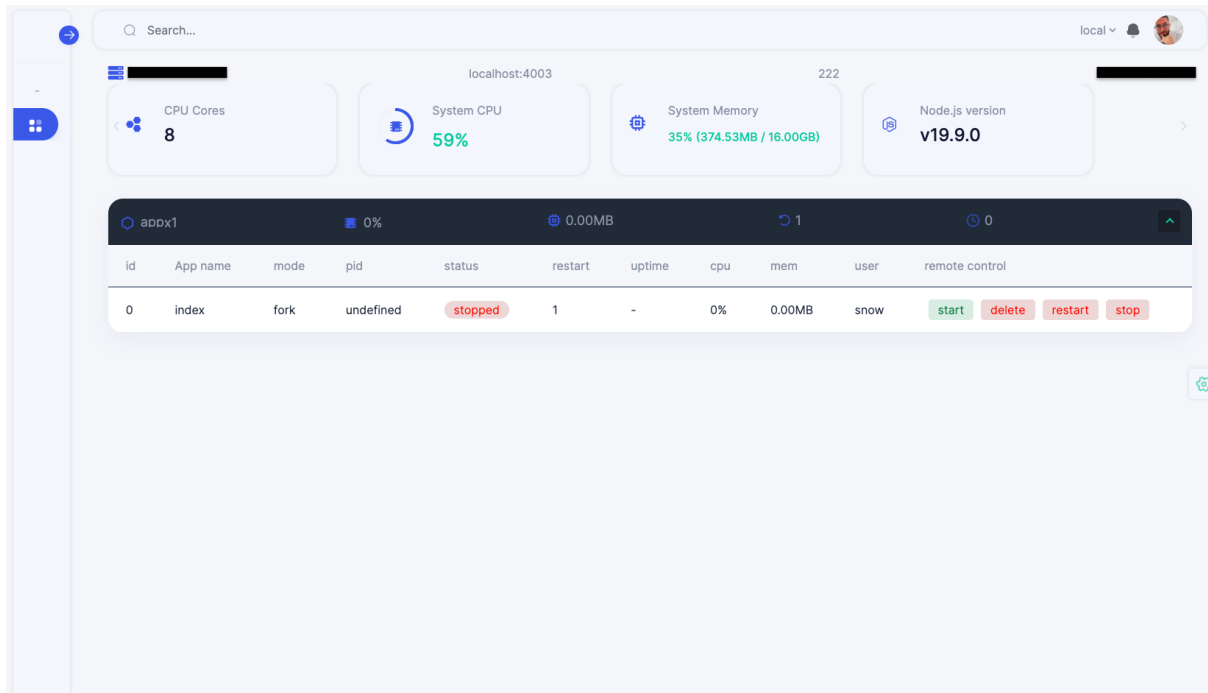 Search...
local
localhost:4003 222
CPU Cores
8
System CPU
59%
System Memory
35% (374.53MB / 16.00GB)
Node.js version
v19.9.0
appx1 0% 0.00MB 1 0
id App name mode pid status restart uptime cpu mem user remote control
0 index fork undefined stopped 1 - 0% 0.00MB snow start delete restart stop